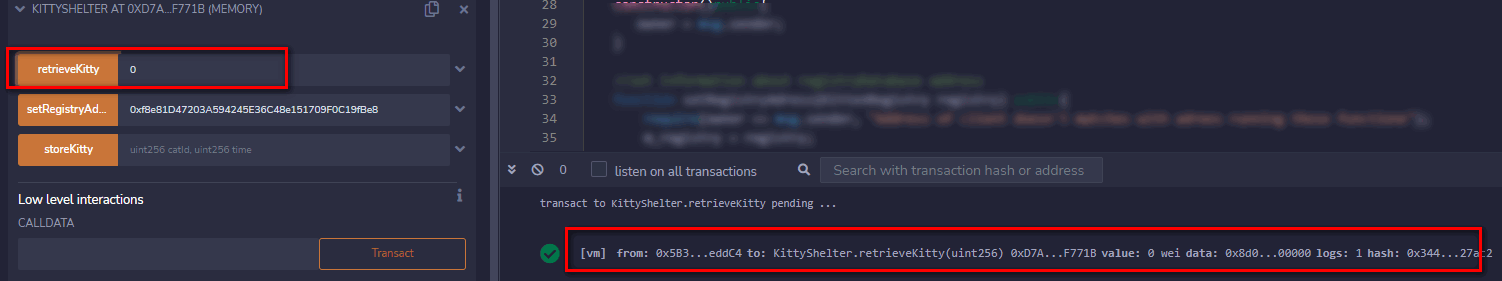 KITTYSHELTER AT 0XD7A...F771B (MEMORY)
retrieveKitty 0
setRegistryAd... 0xf8e81D47203A594245E36C48e151709F0C19fBe8
storeKitty uint256 catId, uint256 time
Low level interactions
CALLDATA
Transact
28
29
30
31
32
33
34
35
0 listen on all transactions Search with transaction hash or address
transact to KittyShelter.retrieveKitty pending ...
[vm] from: 0x5B3...eddC4 to: KittyShelter.retrieveKitty(uint256) 0xD7A...F771B value: 0 wei data: 0x8d0...00000 logs: 1 hash: 0x344...27ac2